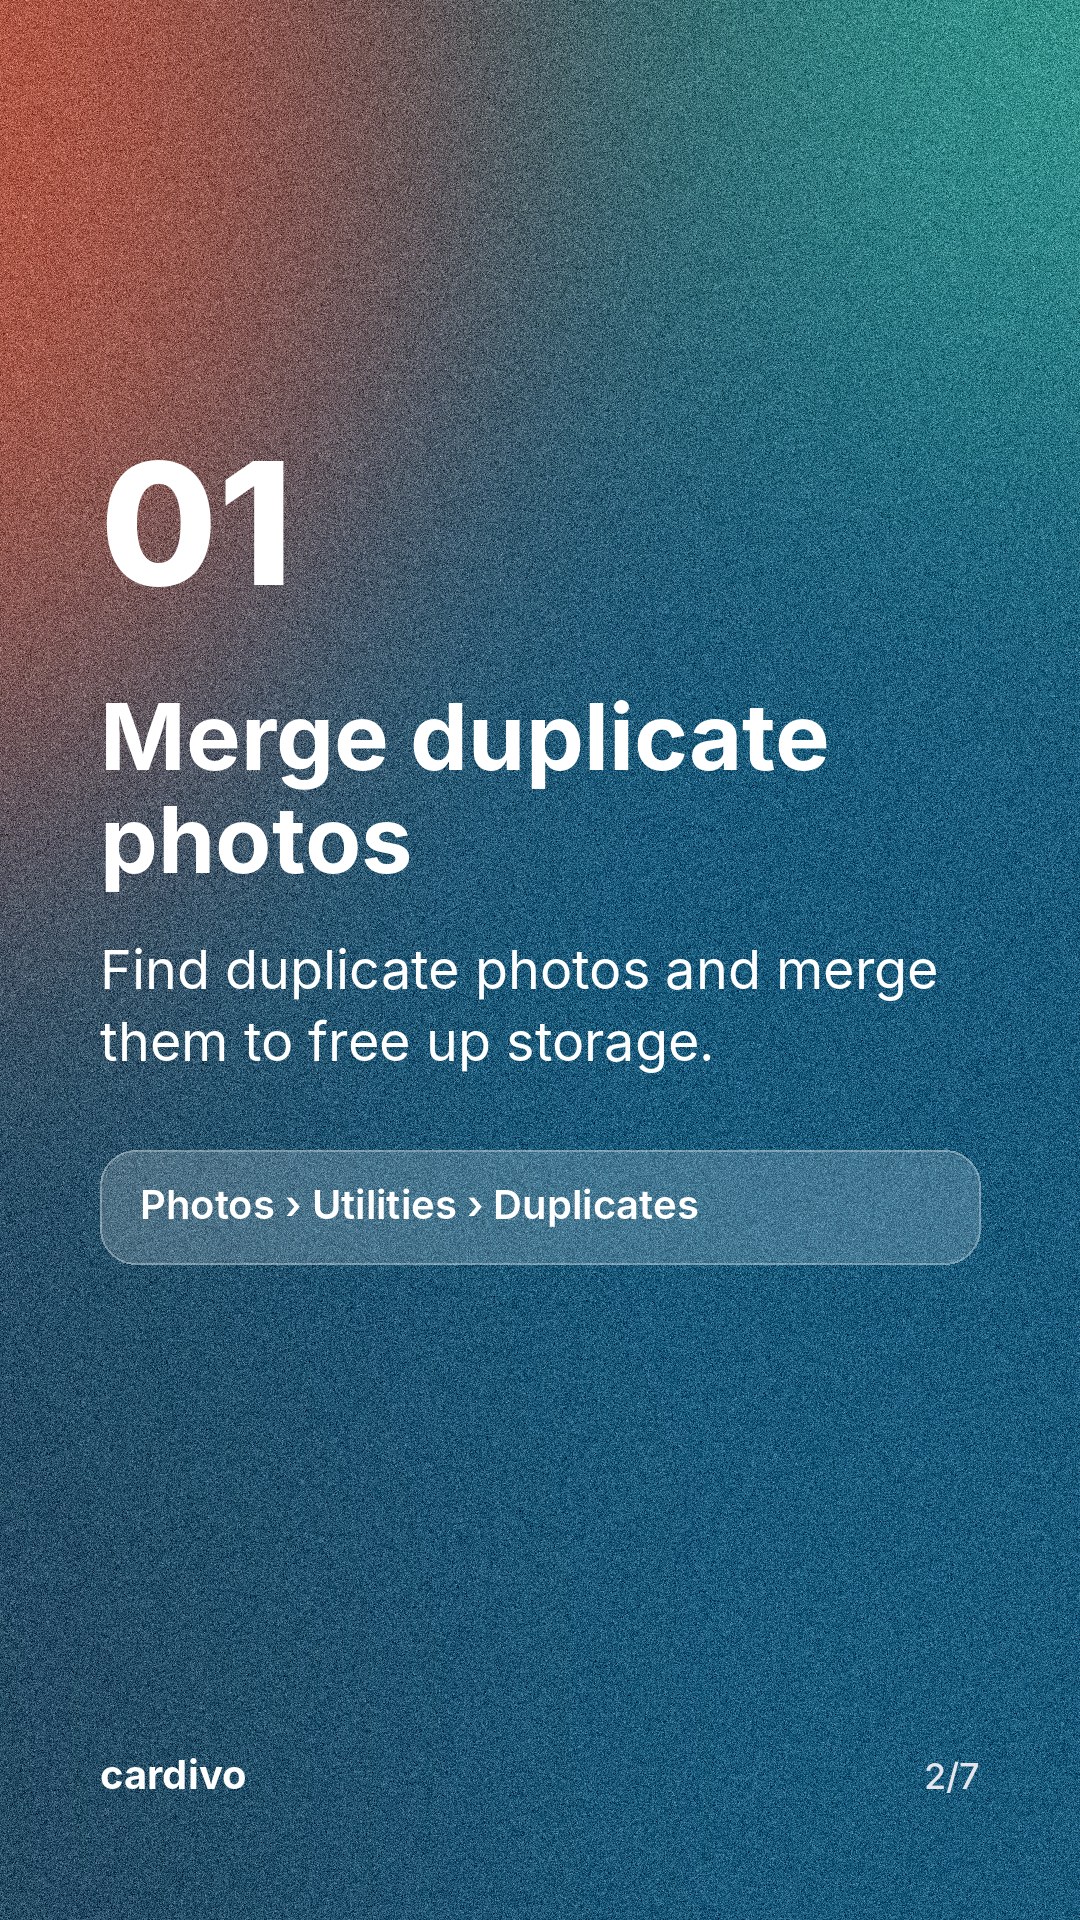 01
Merge duplicate
photos
Find duplicate photos and merge
them to free up storage.
Photos › Utilities › Duplicates
cardivo
2/7